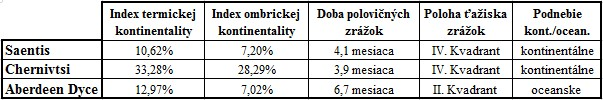 Index termickej kontinentality Index ombrickej kontinentality Doba polovičných zrážok Poloha ťažiska zrážok Podnebie kont./ocean.
Saentis 10,62% 7,20% 4,1 mesiaca IV. Kvadrant kontinentálne
Chernivtsi 33,28% 28,29% 3,9 mesiaca IV. Kvadrant kontinentálne
Aberdeen Dyce 12,97% 7,02% 6,7 mesiaca II. Kvadrant oceanske